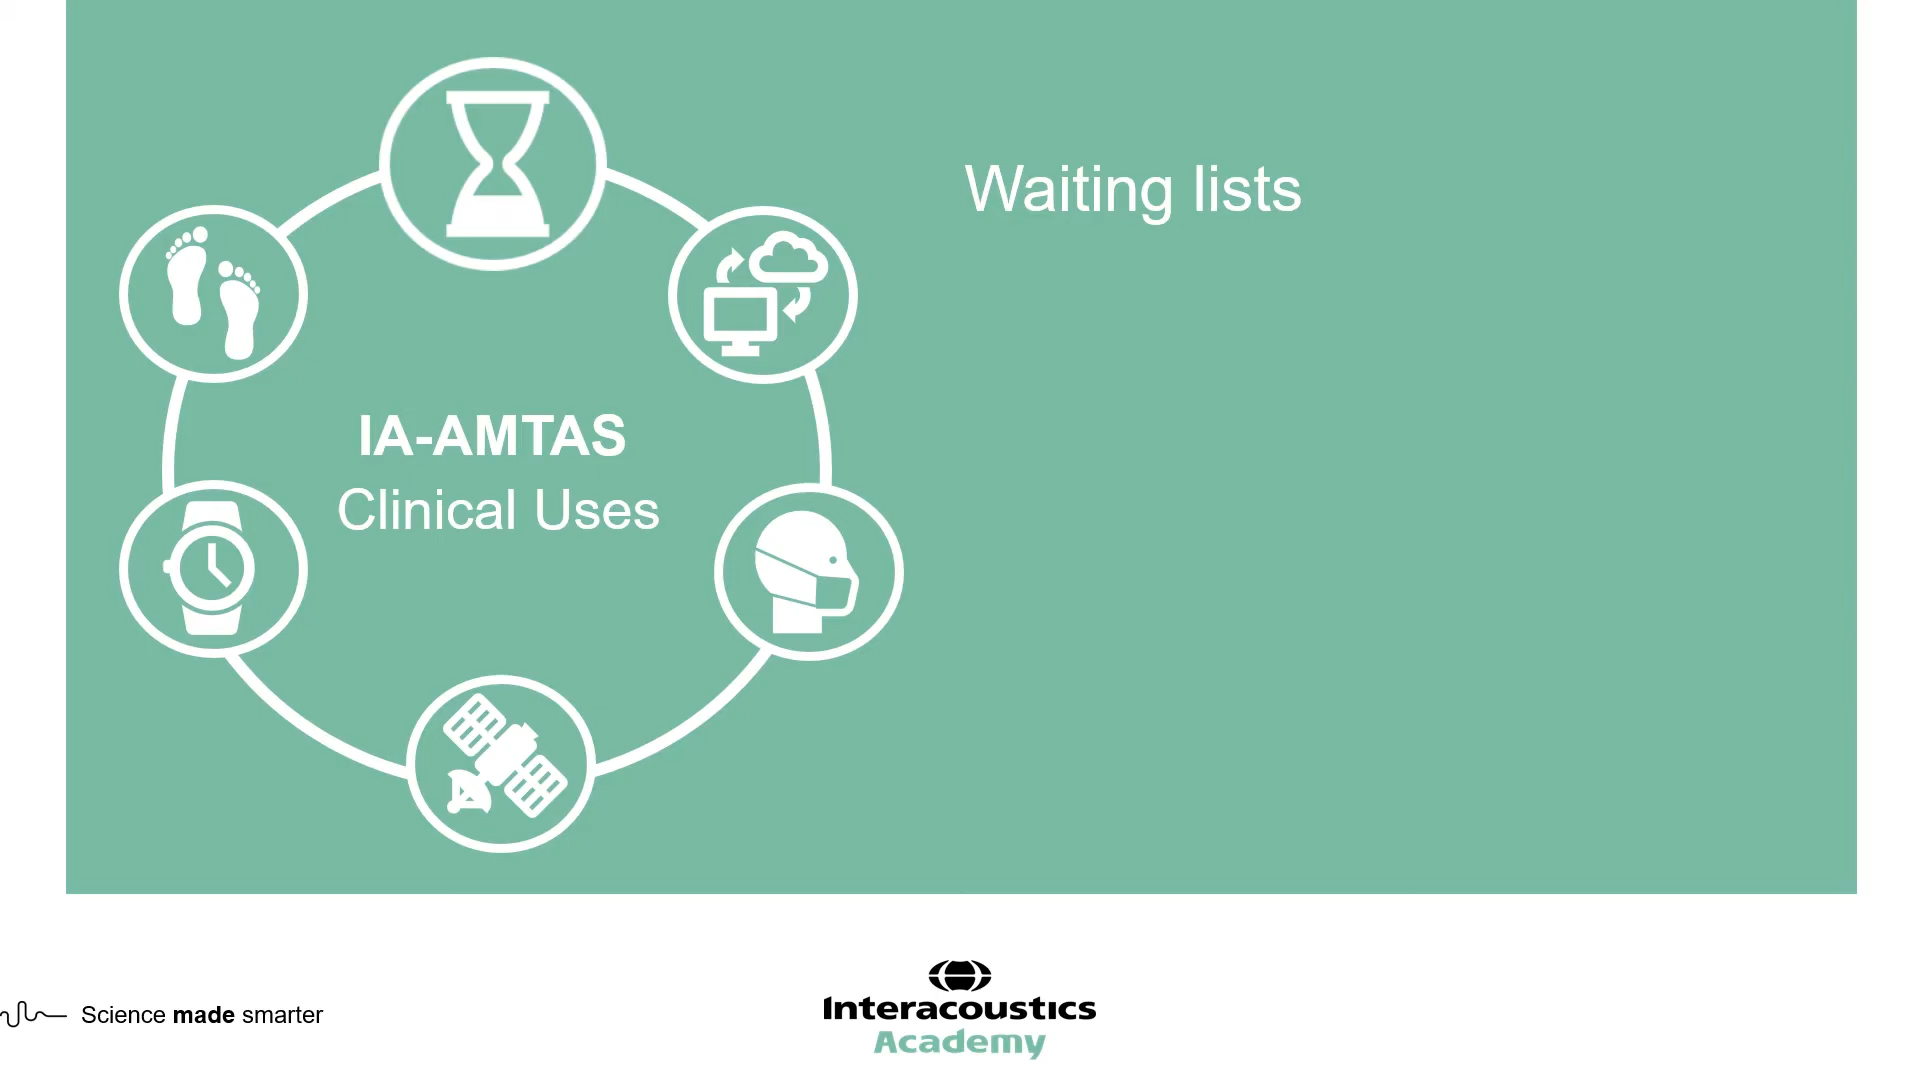 Waiting lists
IA-AMTAS
Clinical Uses
Science made smarter
Interacoustics
Academy